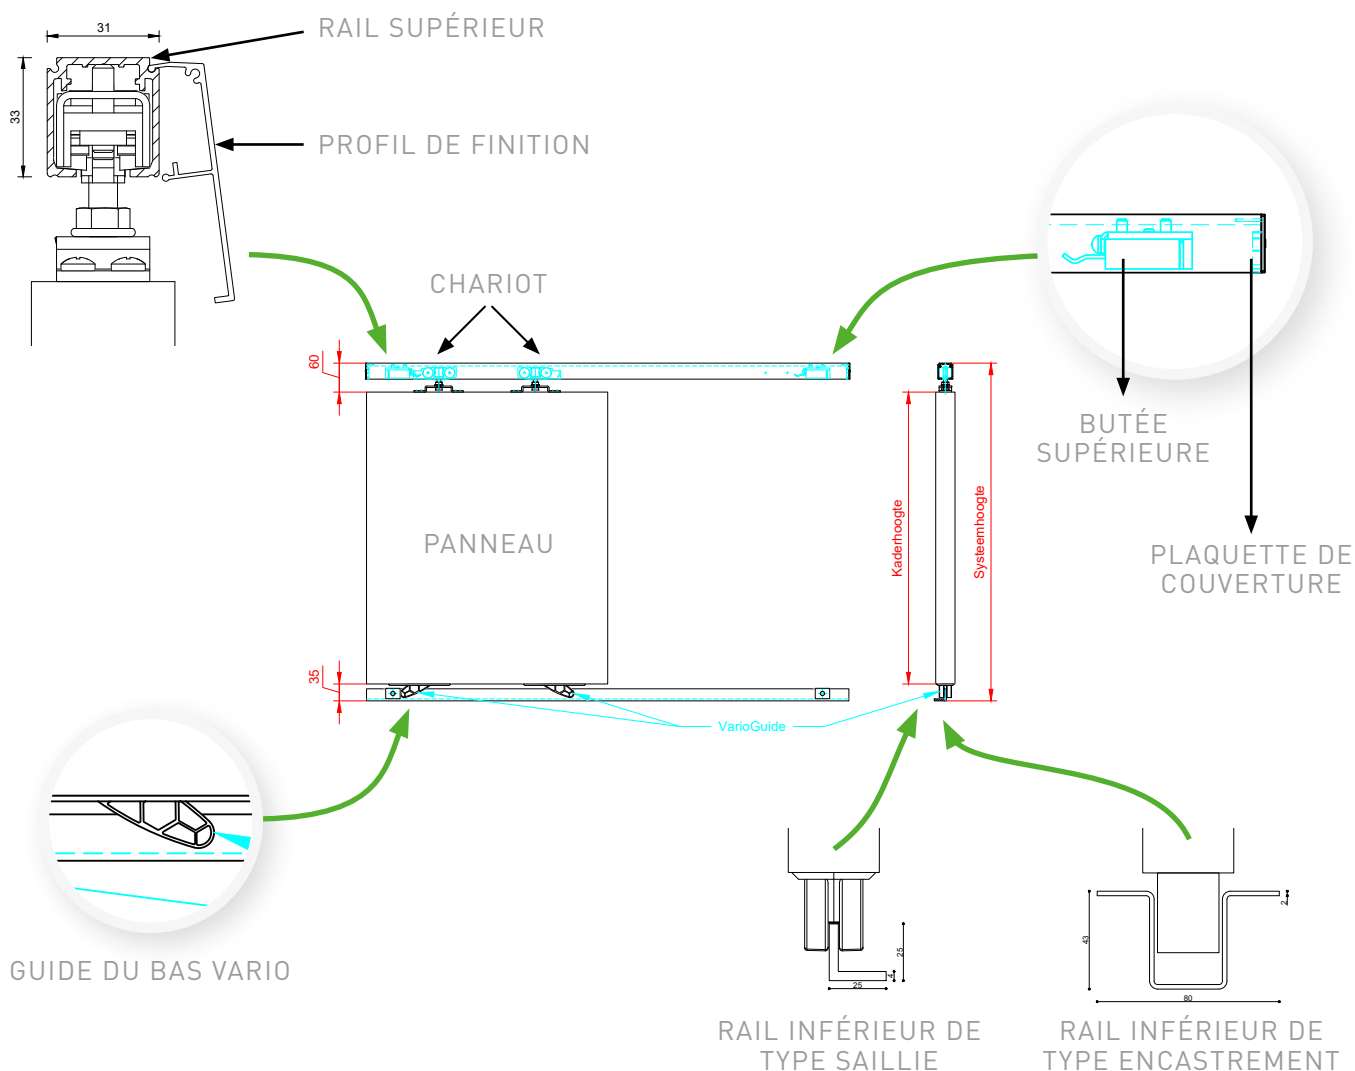 31
RAIL SUPÉRIEUR
33
PROFIL DE FINITION
CHARIOT
60
BUTÉE
SUPÉRIEURE
PANNEAU
Kaderhoogte
Systeemhoogte
PLAQUETTE DE
COUVERTURE
35
VarioGuide
GUIDE DU BAS VARIO
25
4
25
43
2
80
RAIL INFÉRIEUR DE
TYPE SAILLIE
RAIL INFÉRIEUR DE
TYPE ENCASTREMENT